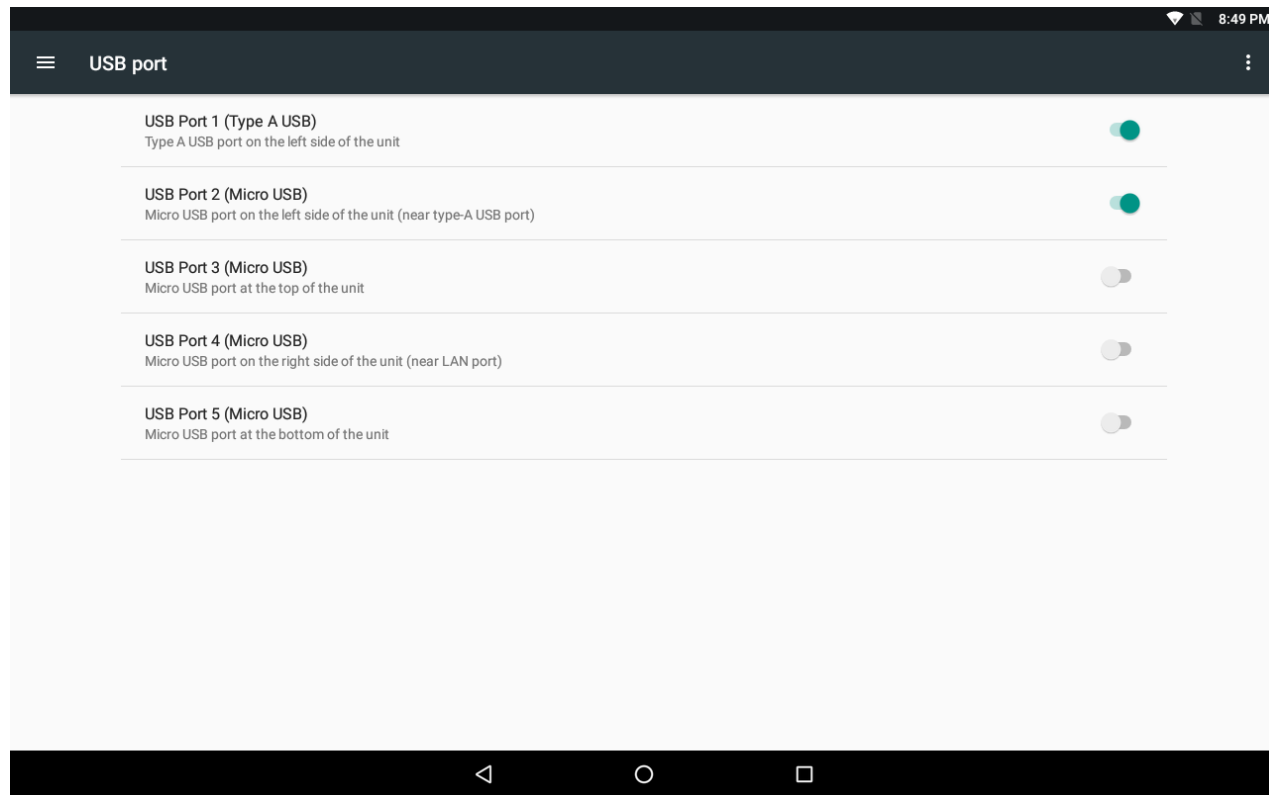 8:49 PM
USB port
USB Port 1 (Type A USB)
Type A USB port on the left side of the unit
USB Port 2 (Micro USB)
Micro USB port on the left side of the unit (near type-A USB port)
USB Port 3 (Micro USB)
Micro USB port at the top of the unit
USB Port 4 (Micro USB)
Micro USB port on the right side of the unit (near LAN port)
USB Port 5 (Micro USB)
Micro USB port at the bottom of the unit